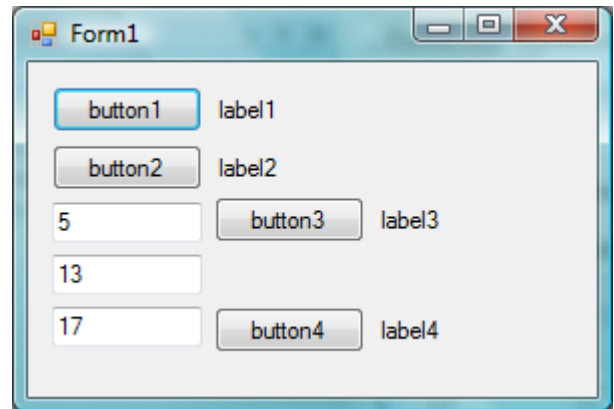 Form1
button1 label1
button2 label2
5 button3 label3
13
17 button4 label4